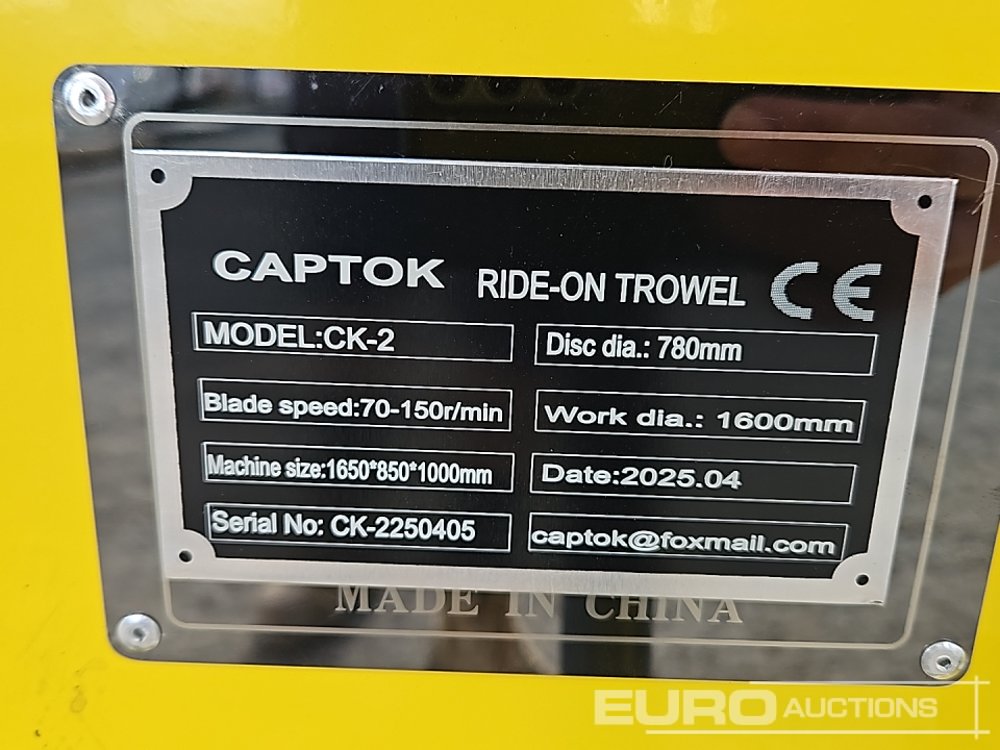 CAPTOK RIDE-ON TROWEL CE
MODEL:CK-2
Disc dia.: 780mm
Blade speed:70-150r/min
Work dia.: 1600mm
Machine size:1650*850*1000mm
Date:2025.04
Serial No: CK-2250405
captok@foxmail.com
MADE IN CHINA
EURO AUCTIONS